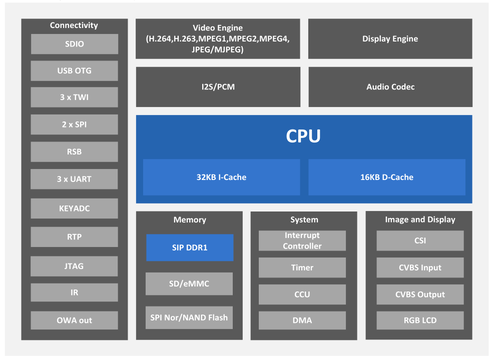 Connectivity
SDIO
USB OTG
3 x TWI
2 x SPI
RSB
3 x UART
KEYADC
RTP
JTAG
IR
OWA out
Video Engine
(H.264,H.263,MPEG1,MPEG2,MPEG4,
JPEG/MJPEG)
Display Engine
I2S/PCM
Audio Codec
CPU
32KB I-Cache
16KB D-Cache
Memory
SIP DDR1
SD/eMMC
SPI Nor/NAND Flash
System
Interrupt
Controller
Timer
CCU
DMA
Image and Display
CSI
CVBS Input
CVBS Output
RGB LCD